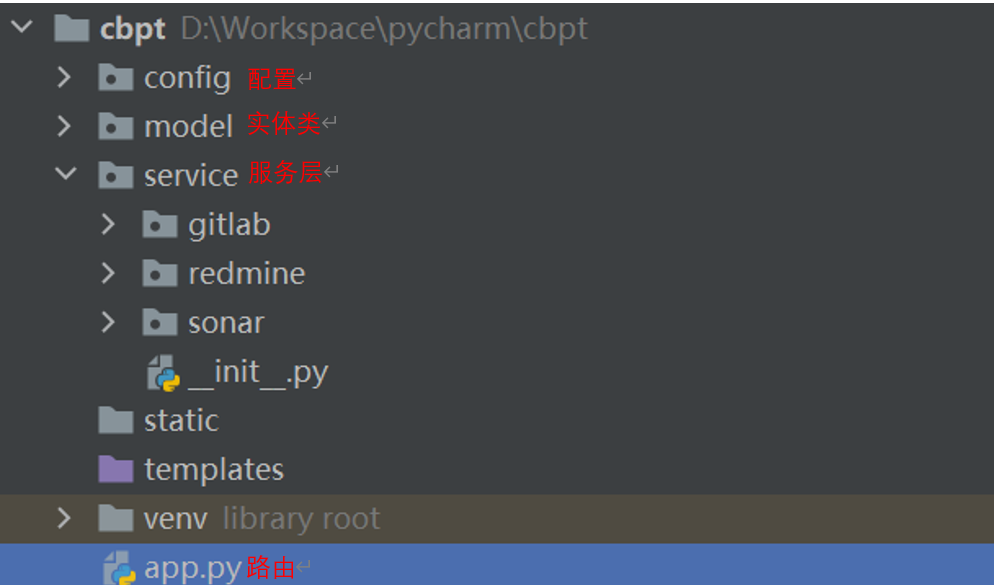 cbpt D:\Workspace\pycharm\cbpt
config 配置↵
model 实体类↵
service 服务层↵
gitlab
redmine
sonar
__init__.py
static
templates
venv library root
app.py 路由↵